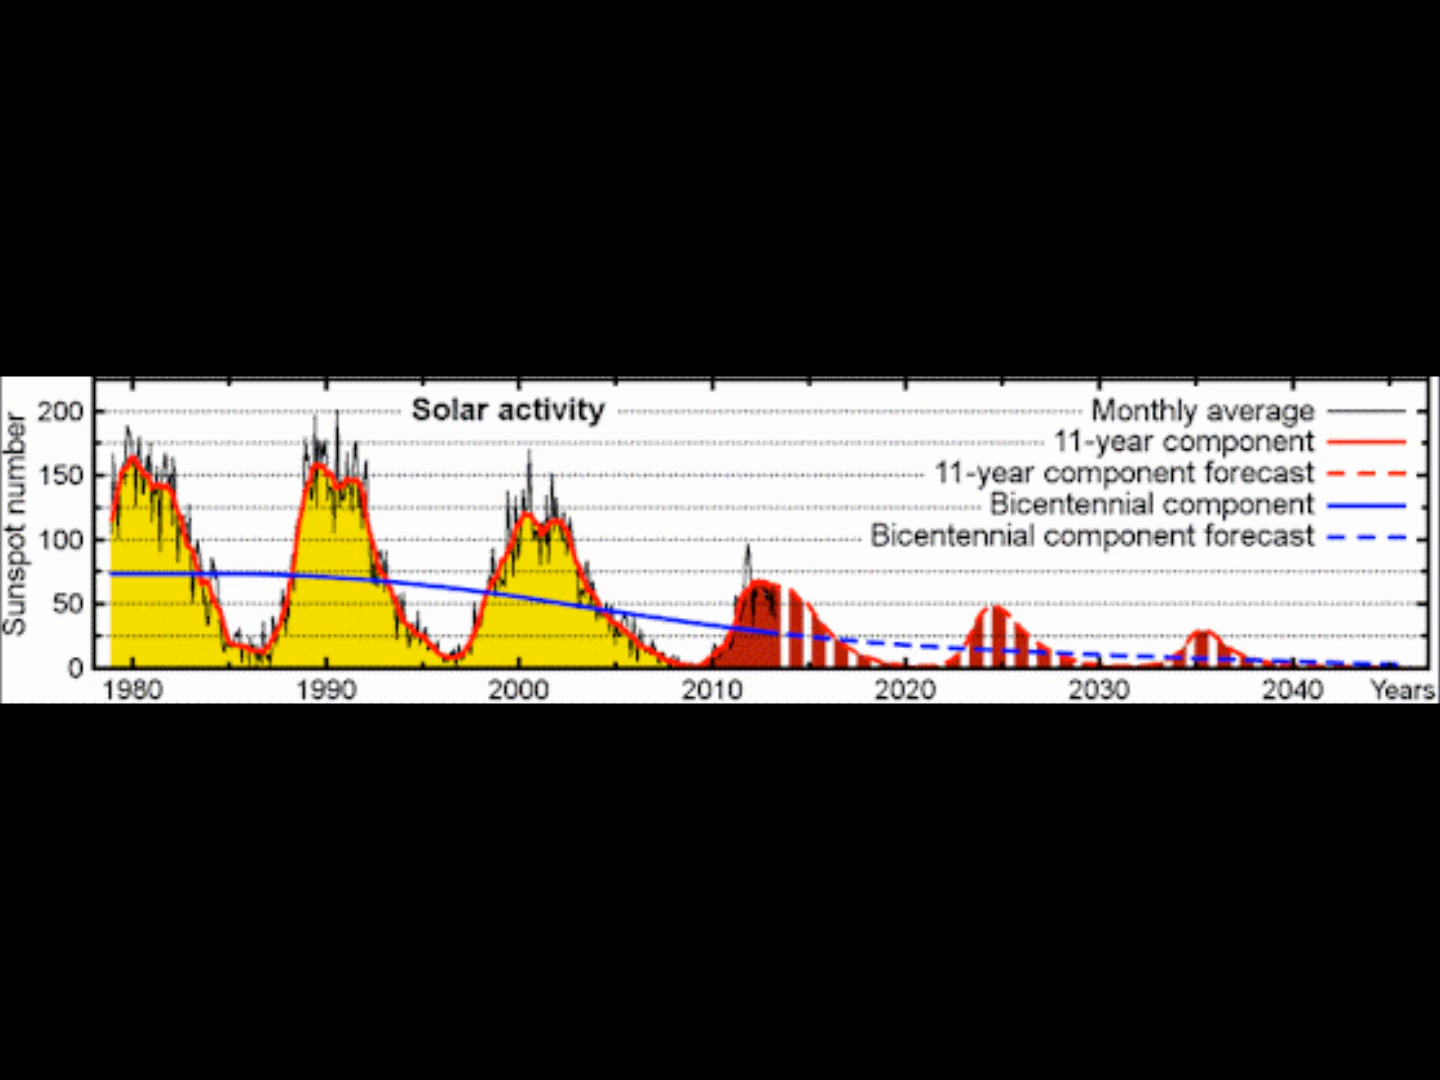 Solar activity
Sunspot number
200
150
100
50
0
Monthly average
11-year component
11-year component forecast
Bicentennial component
Bicentennial component forecast
1980 1990 2000 2010 2020 2030 2040 Years